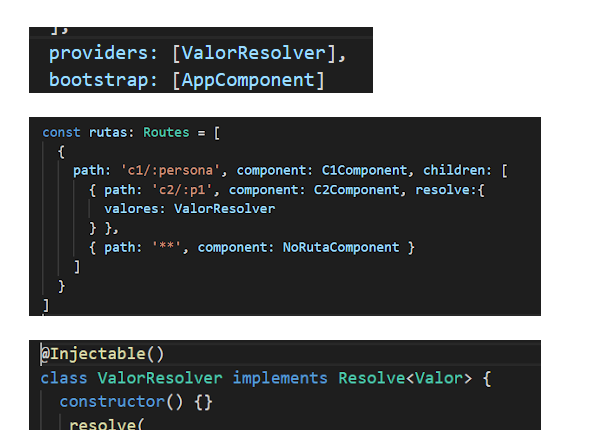 ],
providers: [ValorResolver],
bootstrap: [AppComponent]
const rutas: Routes = [
{
path: 'c1/:persona', component: C1Component, children: [
{ path: 'c2/:p1', component: C2Component, resolve:{
valores: ValorResolver
} },
{ path: '**', component: NoRutaComponent }
]
}
]
@Injectable()
class ValorResolver implements Resolve<Valor> {
constructor() {}
resolve(